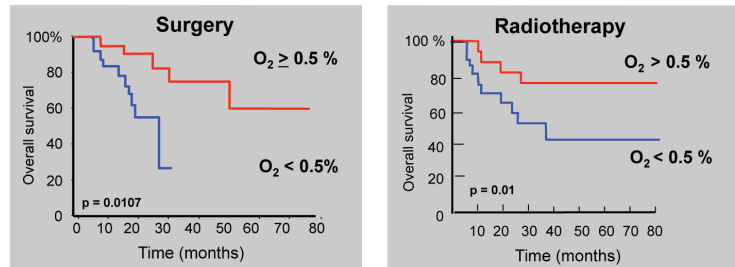 Surgery
100%
80
60
40
20
0
Overall survival
O₂ ≥ 0.5 %
O₂ < 0.5%
p = 0.0107
0 10 20 30 40 50 60 70 80
Time (months)
Radiotherapy
100%
80
60
40
20
0
Overall survival
O₂ > 0.5 %
O₂ < 0.5 %
p = 0.01
10 20 30 40 50 60 70 80
Time (months)